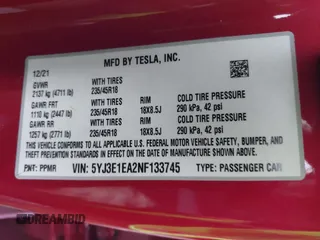 MFD BY TESLA, INC.
12/21
GVWR
2137 kg (4711 lb)
WITH TIRES
235/45R18
GAWR FRT
1110 kg (2447 lb)
WITH TIRES
235/45R18
RIM
18X8.5J
COLD TIRE PRESSURE
290 kPa, 42 psi
GAWR RR
1257 kg (2771 lb)
WITH TIRES
235/45R18
RIM
18X8.5J
COLD TIRE PRESSURE
290 kPa, 42 psi
THIS VEHICLE CONFORMS TO ALL APPLICABLE U.S. FEDERAL MOTOR VEHICLE SAFETY, BUMPER, AND
THEFT PREVENTION STANDARDS IN EFFECT ON THE DATE OF MANUFACTURE SHOWN ABOVE.
PNT: PPMR
VIN: 5YJ3E1EA2NF133745
TYPE: PASSENGER CAR
DREAMBID